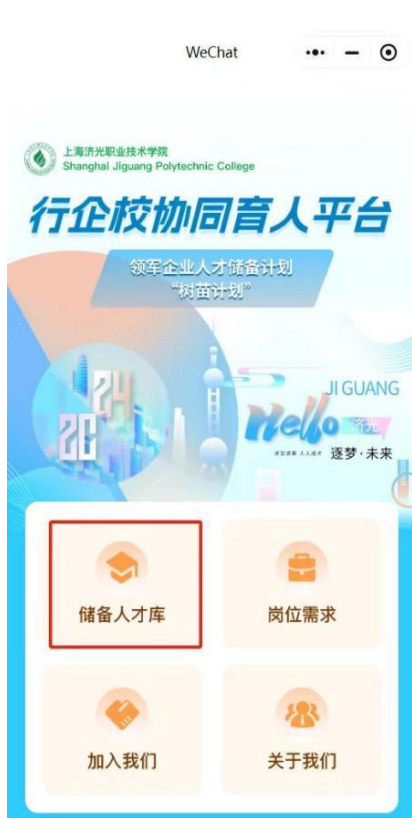 WeChat
上海济光职业技术学院
Shanghai Jiguang Polytechnic College
行企校协同育人平台
领军企业人才储备计划
“树苗计划”
JI GUANG
Hello 济光
逐梦·未来
储备人才库
岗位需求
加入我们
关于我们